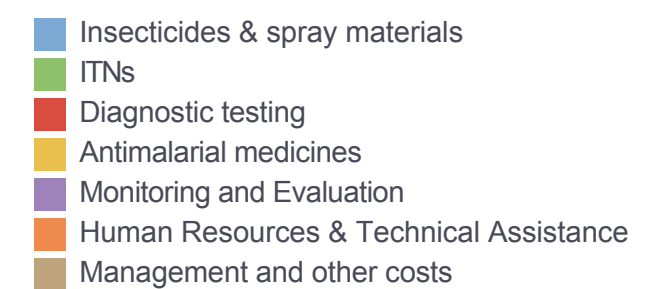 Insecticides & spray materials
ITNs
Diagnostic testing
Antimalarial medicines
Monitoring and Evaluation
Human Resources & Technical Assistance
Management and other costs